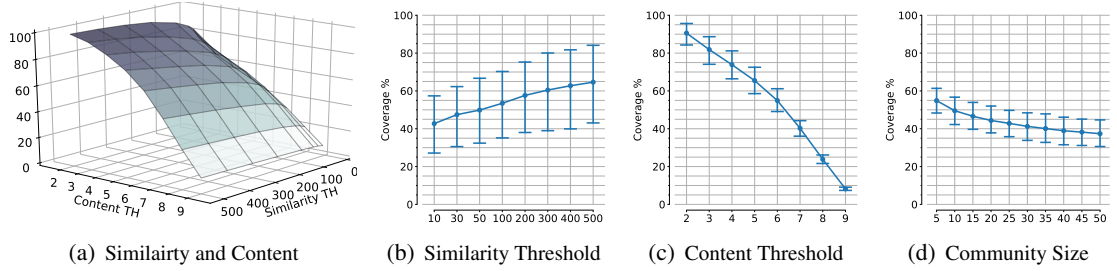 100
80
60
40
20
0
2 3 4 5 6 7 8 9
Content TH
500 400 300 200 100 0
Similarity TH
(a) Similairty and Content
100
80
60
40
20
0
Coverage %
10 30 50 100 200 300 400 500
(b) Similarity Threshold
100
80
60
40
20
0
Coverage %
2 3 4 5 6 7 8 9
(c) Content Threshold
100
80
60
40
20
0
Coverage %
5 10 15 20 25 30 35 40 45 50
(d) Community Size